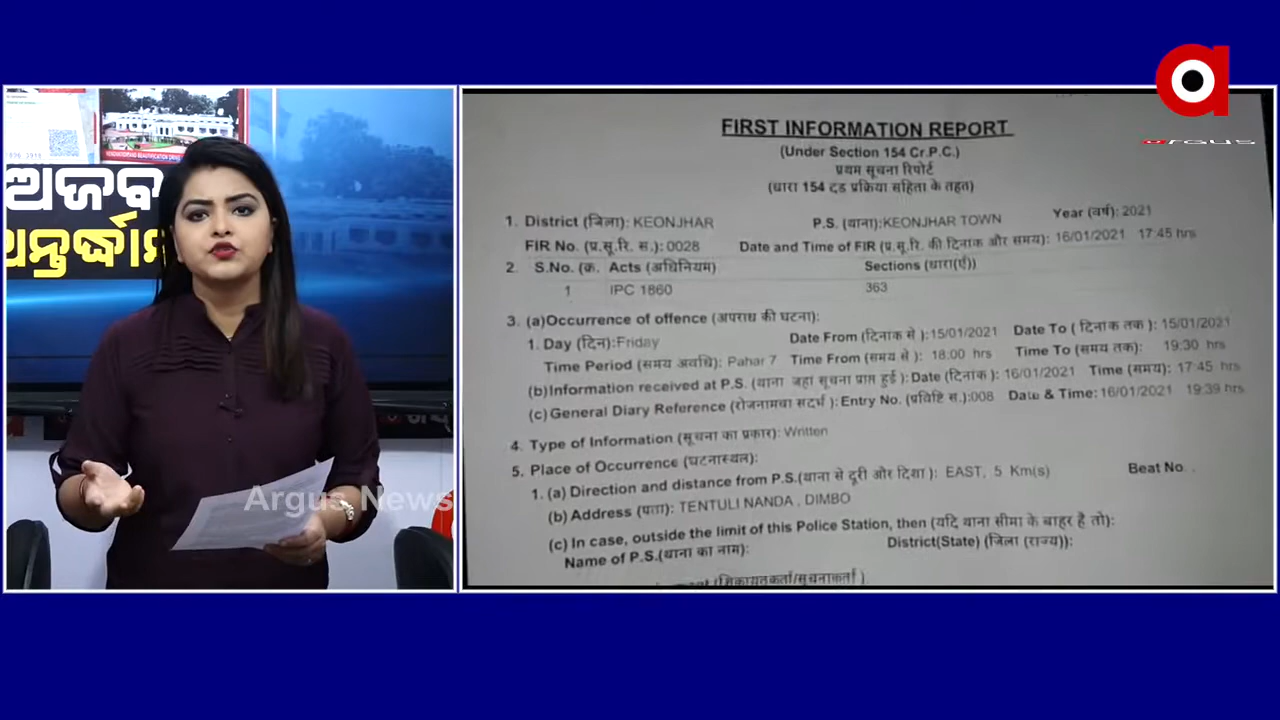 ଅଜବ
ଅନ୍ତର୍ଦ୍ଧାନ
Argus News
ARGUS
FIRST INFORMATION REPORT
(Under Section 154 Cr.P.C.)
प्रथम सूचना रिपोर्ट
(धारा 154 दंड प्रक्रिया संहिता के तहत)
1. District (जिला): KEONJHAR P.S. (थाना):KEONJHAR TOWN Year (वर्ष): 2021
FIR No. (प्र.सू.रि. स.): 0028 Date and Time of FIR (प्र.सू.रि. की दिनांक और समय): 16/01/2021 17:45 hrs
2. S.No. (क्र. Acts (अधिनियम) Sections (धारा(एँ))
1 IPC 1860 363
3. (a)Occurrence of offence (अपराध की घटना):
1. Day (दिन):Friday Date From (दिनांक से ):15/01/2021 Date To ( दिनांक तक ): 15/01/2021
Time Period (समय अवधि): Pahar 7 Time From (समय से ): 18:00 hrs Time To (समय तक): 19:30 hrs
(b)Information received at P.S. (थाना जहां सूचना प्राप्त हुई ): Date (दिनांक ): 16/01/2021 Time (समय): 17:45 hrs
(c) General Diary Reference (रोजनामचा संदर्भ ): Entry No. (प्रविष्टि स.):008 Date & Time: 16/01/2021 19:39 hrs
4. Type of Information (सूचना का प्रकार): Written
5. Place of Occurrence (घटनास्थल):
1. (a) Direction and distance from P.S.(थाना से दूरी और दिशा ): EAST, 5 Km(s) Beat No. .
(b) Address (पता): TENTULI NANDA , DIMBO
(c) In case, outside the limit of this Police Station, then (यदि थाना सीमा के बाहर है तो):
Name of P.S.(थाना का नाम): District(State) (जिला (राज्य)):
(शिकायतकर्ता/सूचनाकर्ता )